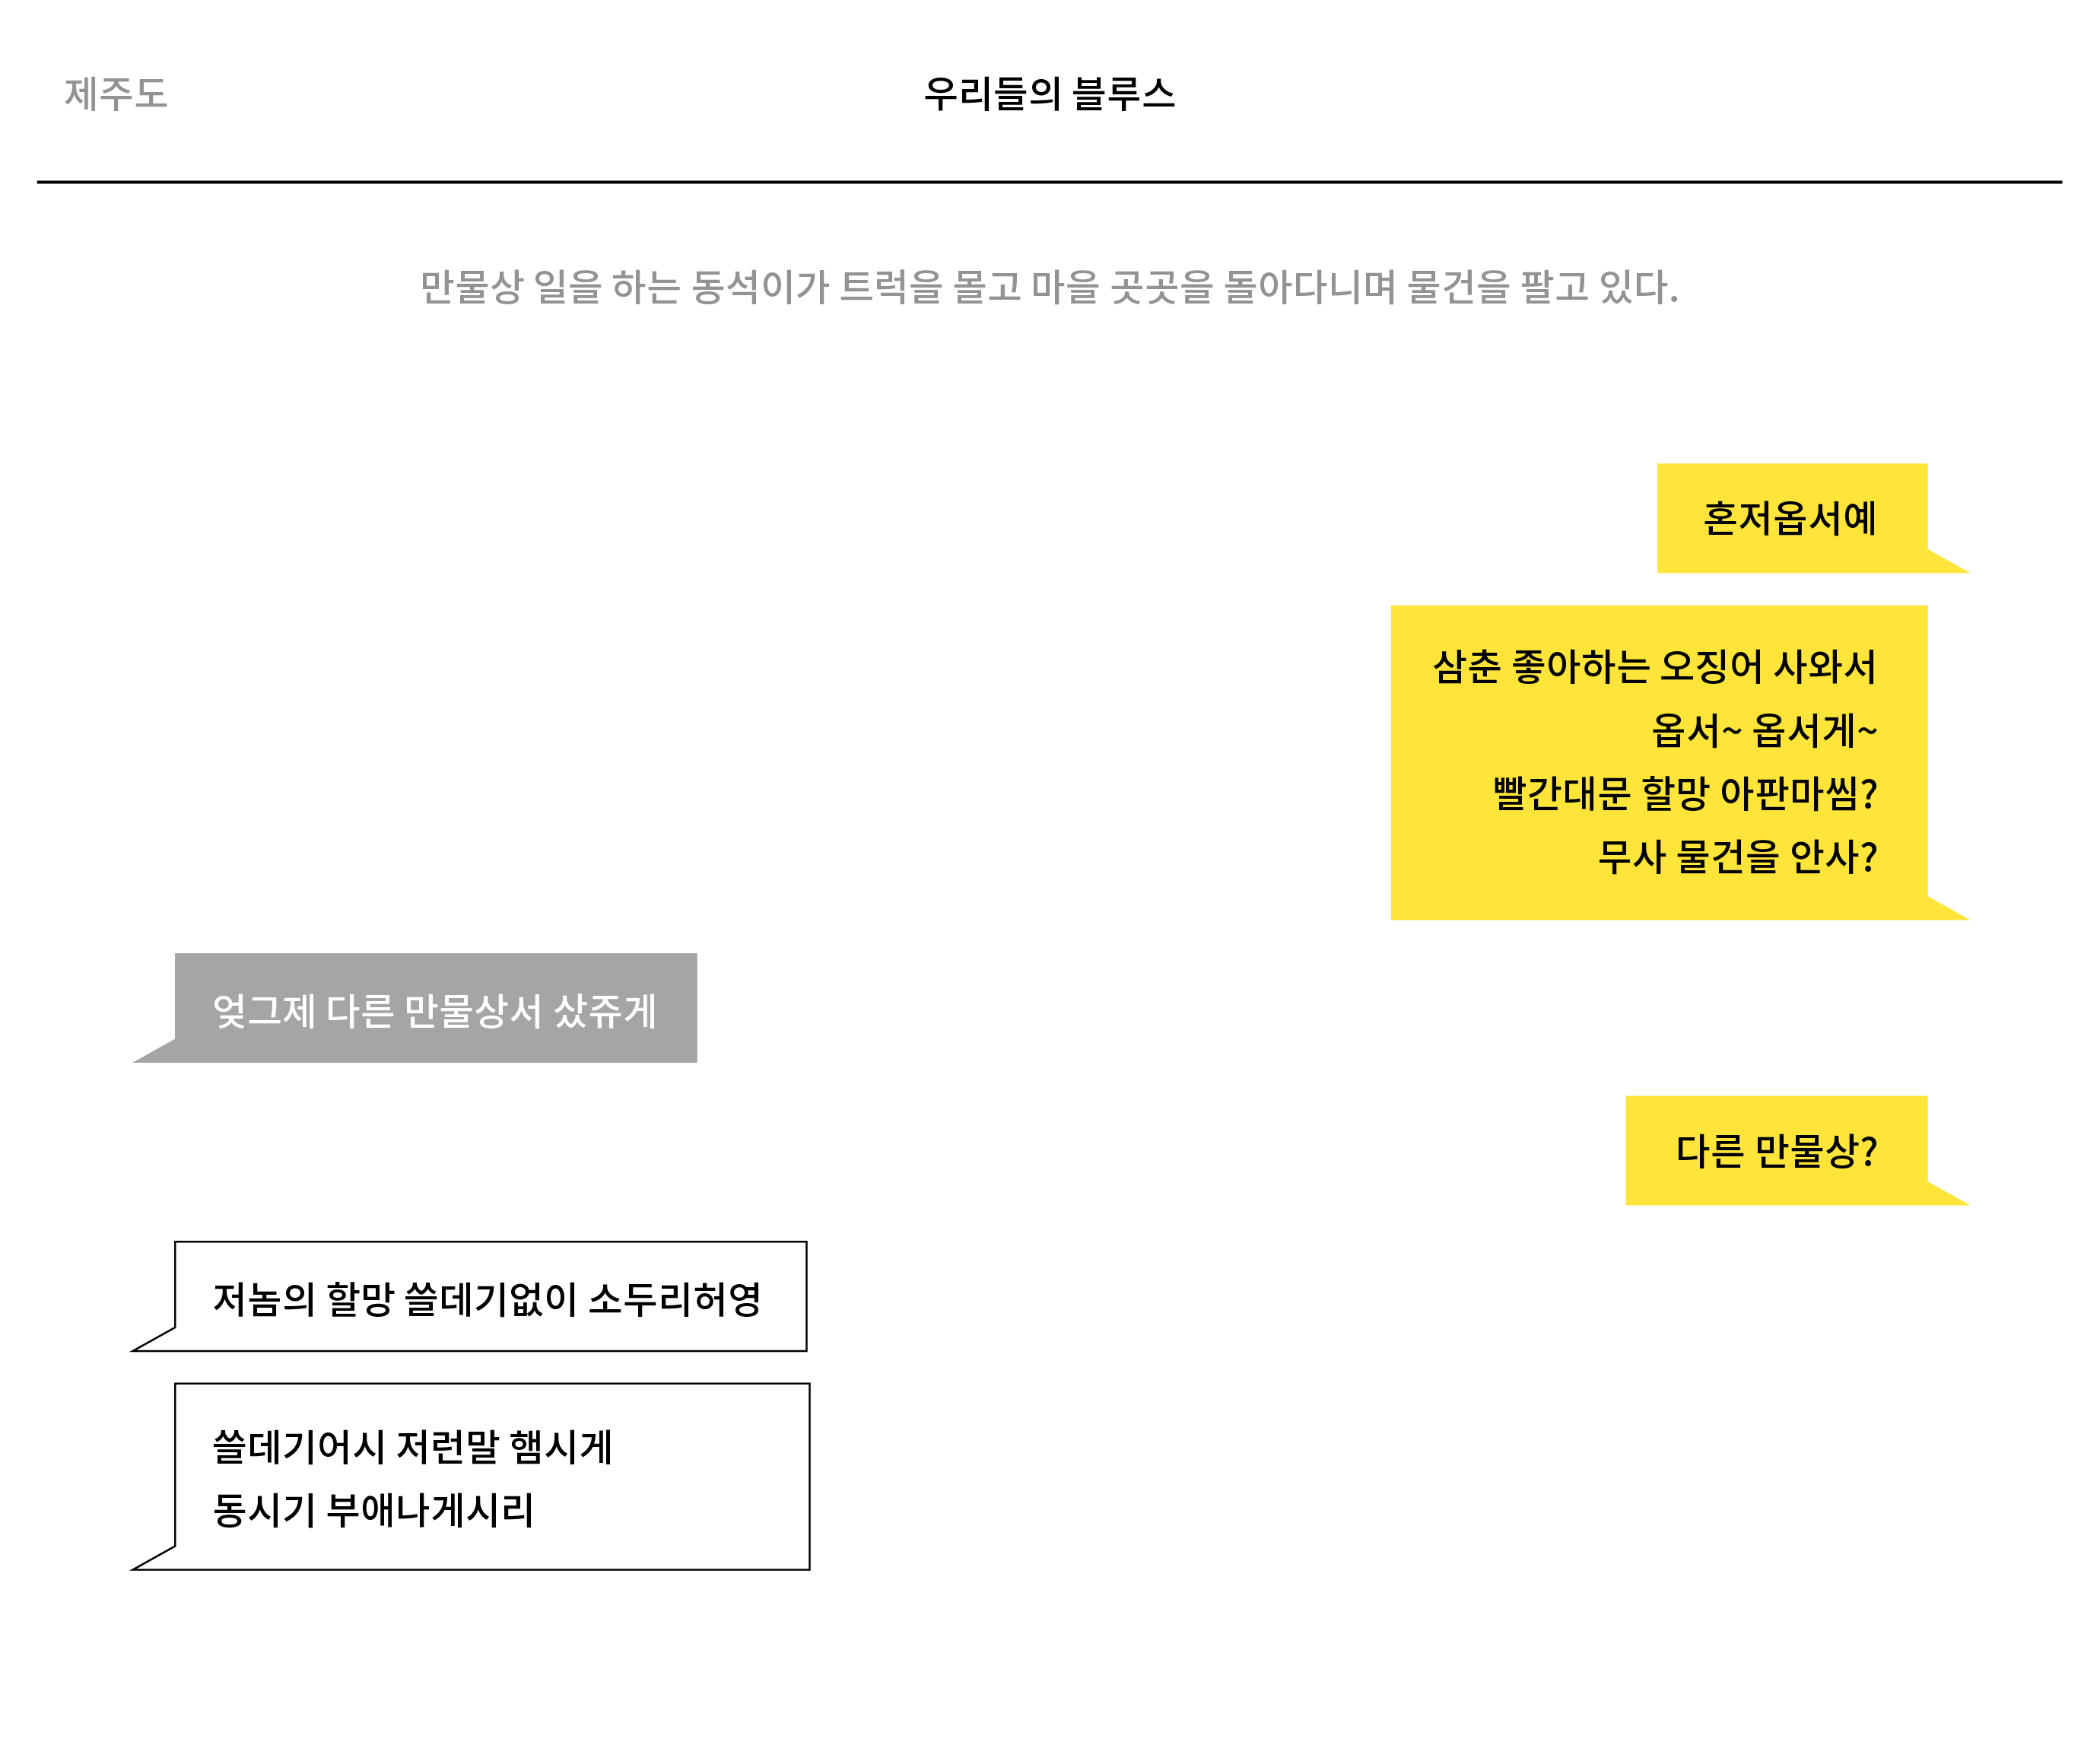 제주도
우리들의 블루스
만물상 일을 하는 동석이가 트럭을 몰고 마을 곳곳을 돌아다니며 물건을 팔고 있다.
혼저옵서예
삼춘 좋아하는 오징어 사와서
옵서~ 옵서게~
빨간대문 할망 아판마씸?
무사 물건을 안사?
엊그제 다른 만물상서 샀쥬게
다른 만물상?
저놈의 할망 쓸데기없이 소두리허영
쓸데기어시 저런말 햄시게
동시기 부애나게시리